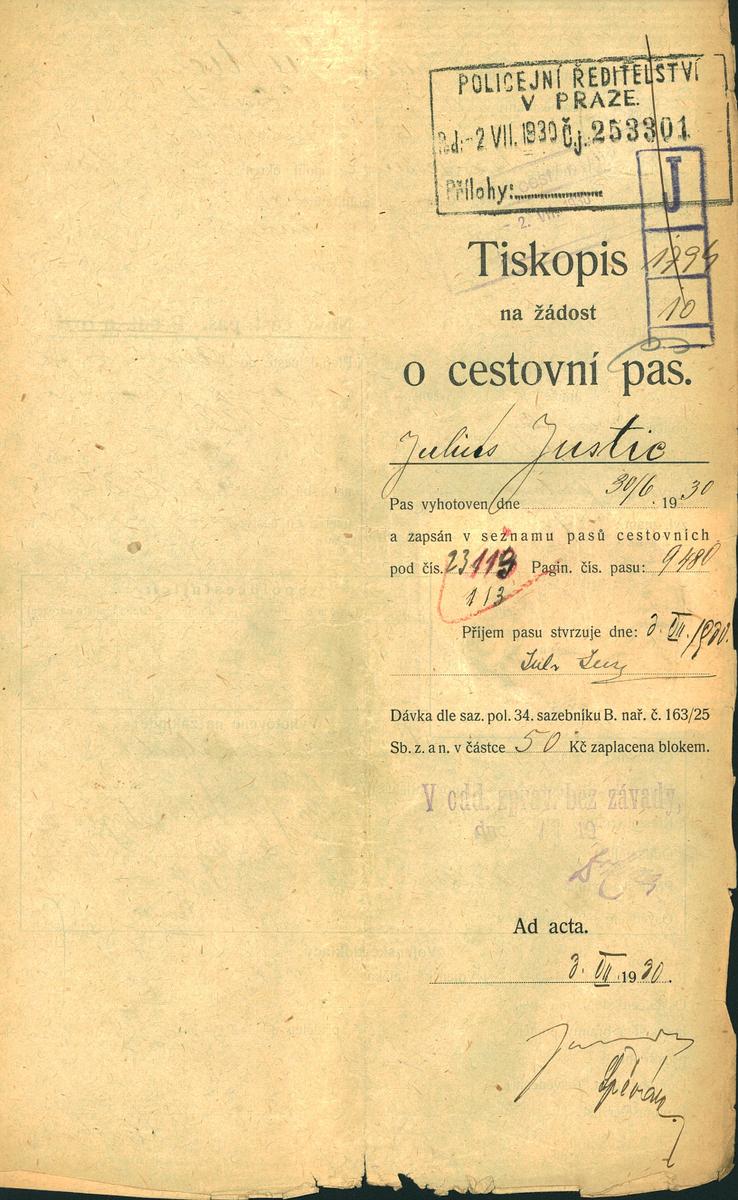 POLICEJNÍ ŘEDITELSTVÍ
V PRAZE.
Čj. 253301
-2 VII. 1930
Přílohy:
J
1294
10
Tiskopis
na žádost
o cestovní pas.
Julius Justic
Pas vyhotoven dne 30/6. 1930
a zapsán v seznamu pasů cestovních
pod čís. 23113 Pagin. čís. pasu: 9480
113
Příjem pasu stvrzuje dne: 3. VII. 1930.
Dávka dle saz. pol. 34. sazebníku B. nař. č. 163/25
Sb. z. a n. v částce 50 Kč zaplacena blokem.
V odd. zprav. bez závady,
Ad acta.
3. VII 1930.